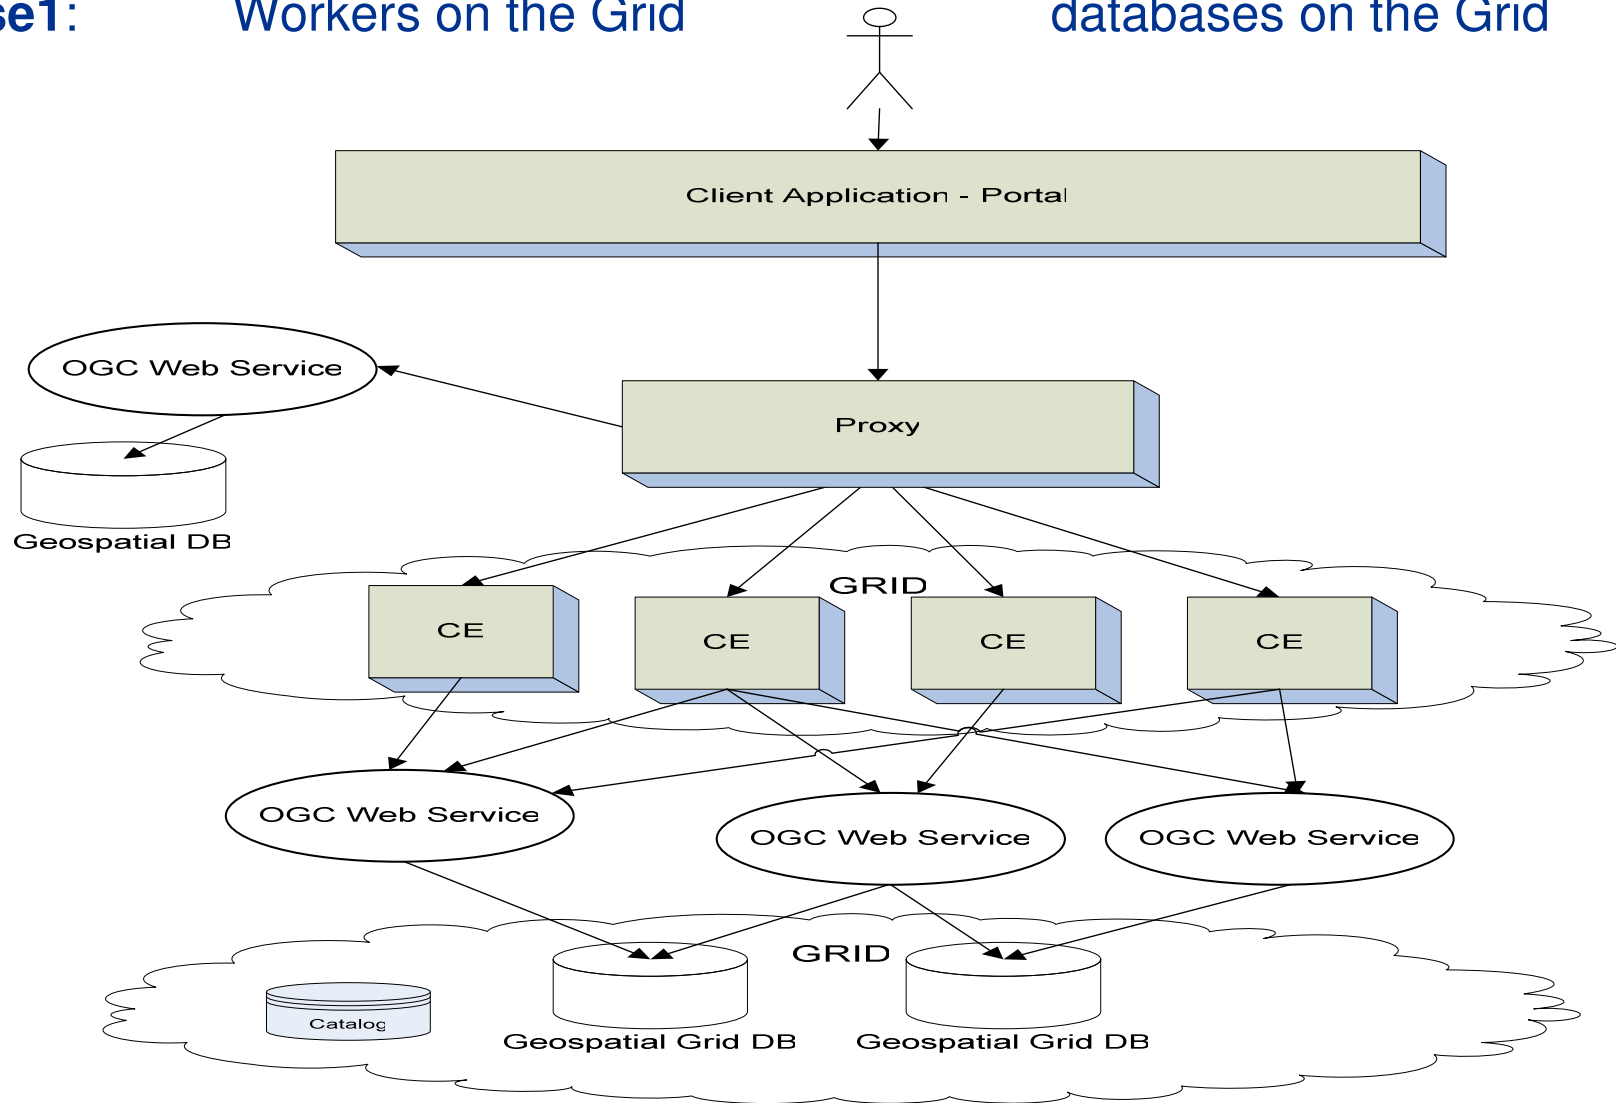 se1: Workers on the Grid databases on the Grid
Client Application - Portal
OGC Web Service
Proxy
Geospatial DB
GRID
CE CE CE CE
OGC Web Service
OGC Web Service OGC Web Service
GRID
Catalog
Geospatial Grid DB Geospatial Grid DB